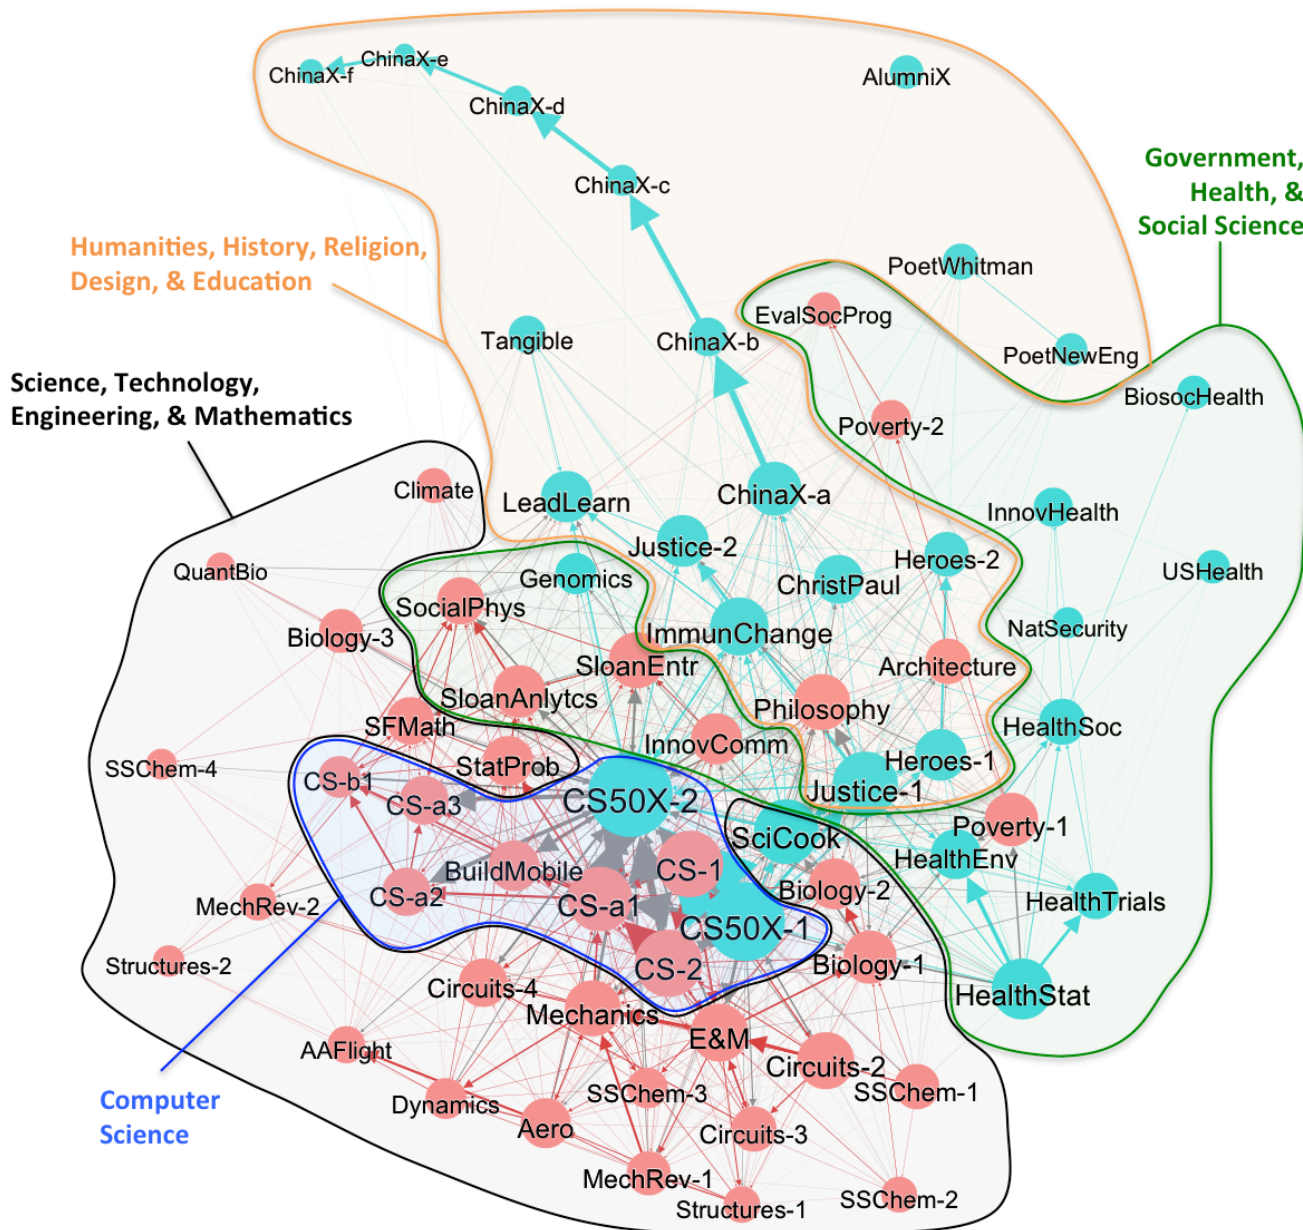 ChinaX-f
ChinaX-e
AlumniX
ChinaX-d
Government,
Health, &
Social Science
ChinaX-c
Humanities, History, Religion,
Design, & Education
PoetWhitman
EvalSocProg
Tangible
ChinaX-b
PoetNewEng
Science, Technology,
Engineering, & Mathematics
BiosocHealth
Poverty-2
Climate
LeadLearn
ChinaX-a
InnovHealth
Justice-2
Heroes-2
QuantBio
Genomics
ChristPaul
USHealth
SocialPhys
Biology-3
ImmunChange
NatSecurity
SloanEntr
Architecture
SloanAnlytcs
Philosophy
SFMath
HealthSoc
InnovComm
SSChem-4
StatProb
Heroes-1
CS-b1
Justice-1
CS-a3
CS50X-2
SciCook
Poverty-1
HealthEnv
BuildMobile
CS-1
Biology-2
CS-a2
MechRev-2
CS-a1
HealthTrials
CS50X-1
Structures-2
CS-2
Biology-1
Circuits-4
HealthStat
Mechanics
E&M
AAFlight
Circuits-2
SSChem-3
SSChem-1
Computer
Science
Dynamics
Aero
Circuits-3
MechRev-1
Structures-1
SSChem-2